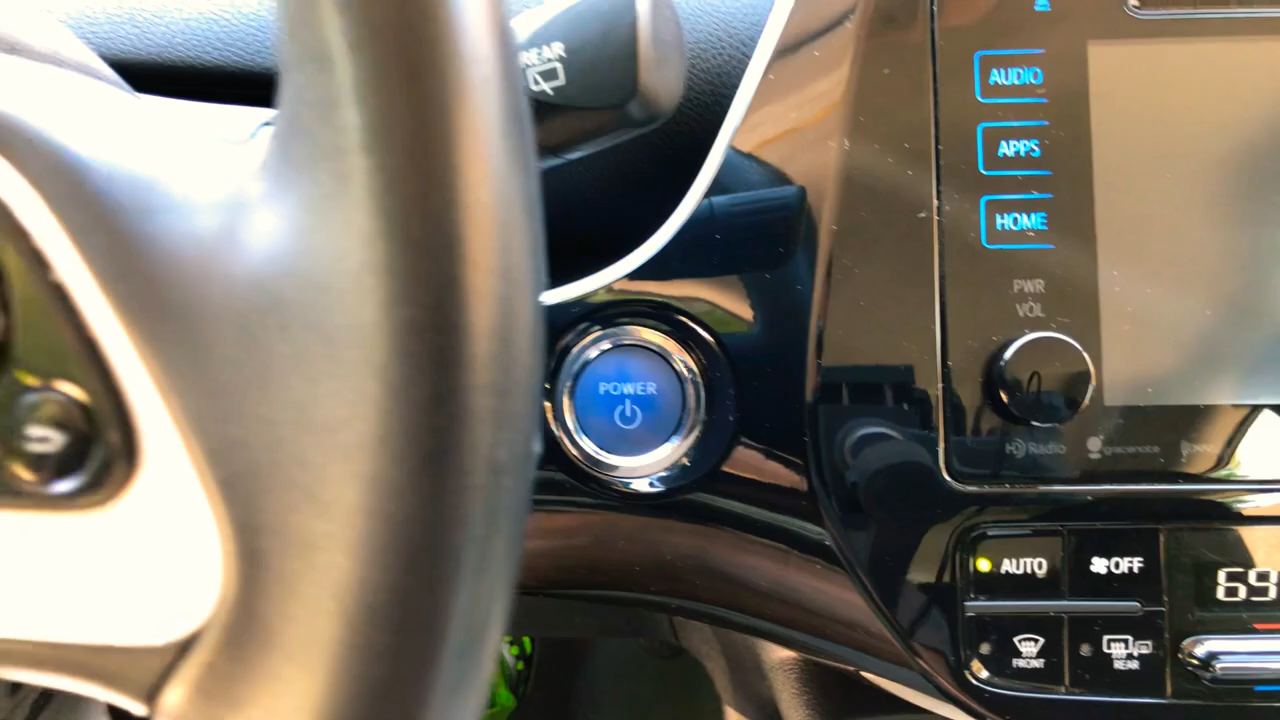 REAR
AUDIO
APPS
HOME
PWR
VOL
POWER
HD Radio
gracenote
AUTO
OFF
69
FRONT
REAR